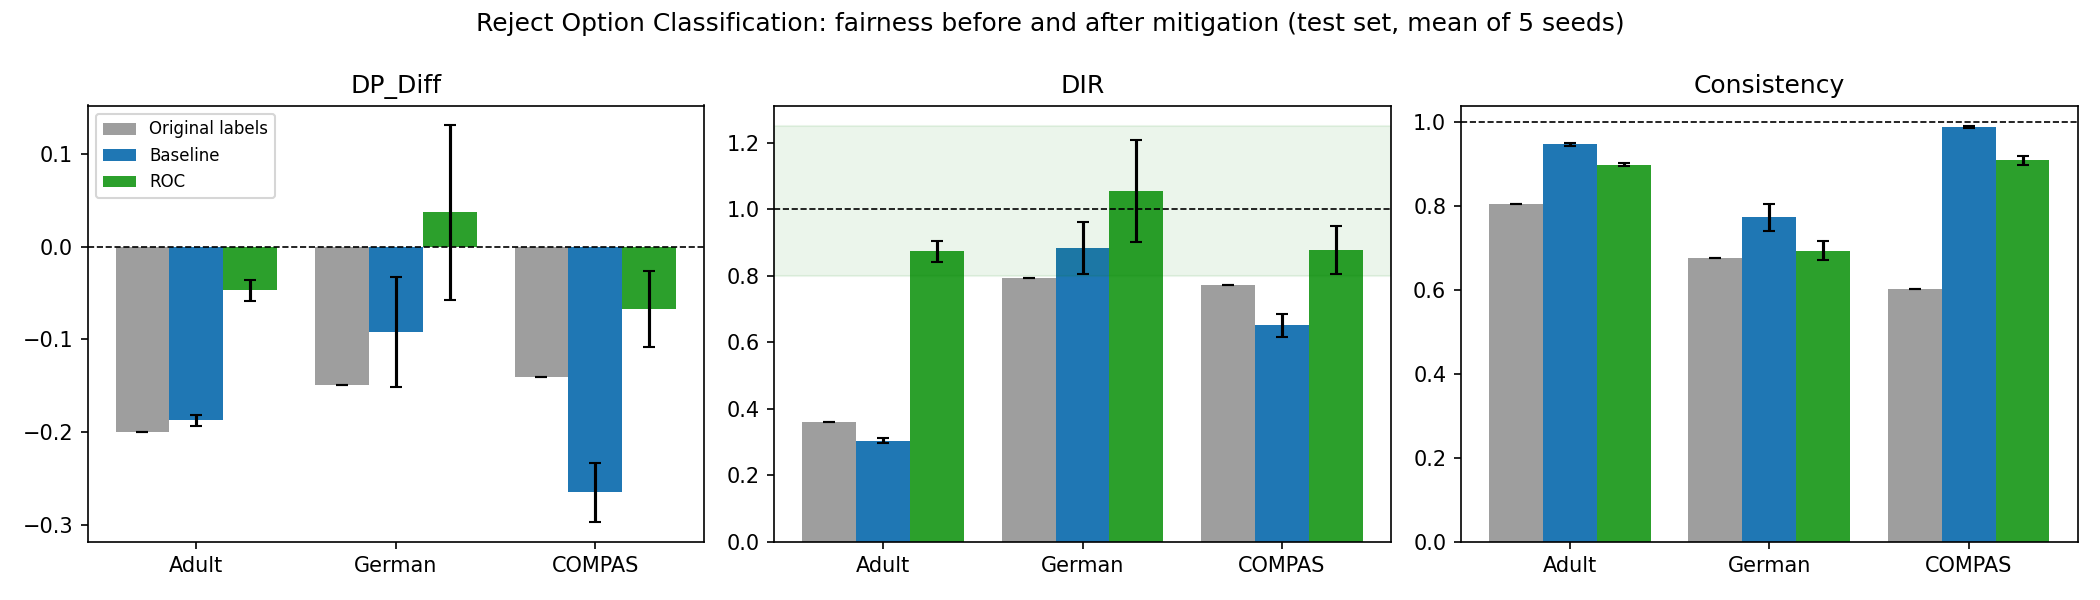 Reject Option Classification: fairness before and after mitigation (test set, mean of 5 seeds)
DP_Diff
Original labels
Baseline
ROC
0.1
0.0
−0.1
−0.2
−0.3
Adult German COMPAS
DIR
1.2
1.0
0.8
0.6
0.4
0.2
0.0
Adult German COMPAS
Consistency
1.0
0.8
0.6
0.4
0.2
0.0
Adult German COMPAS